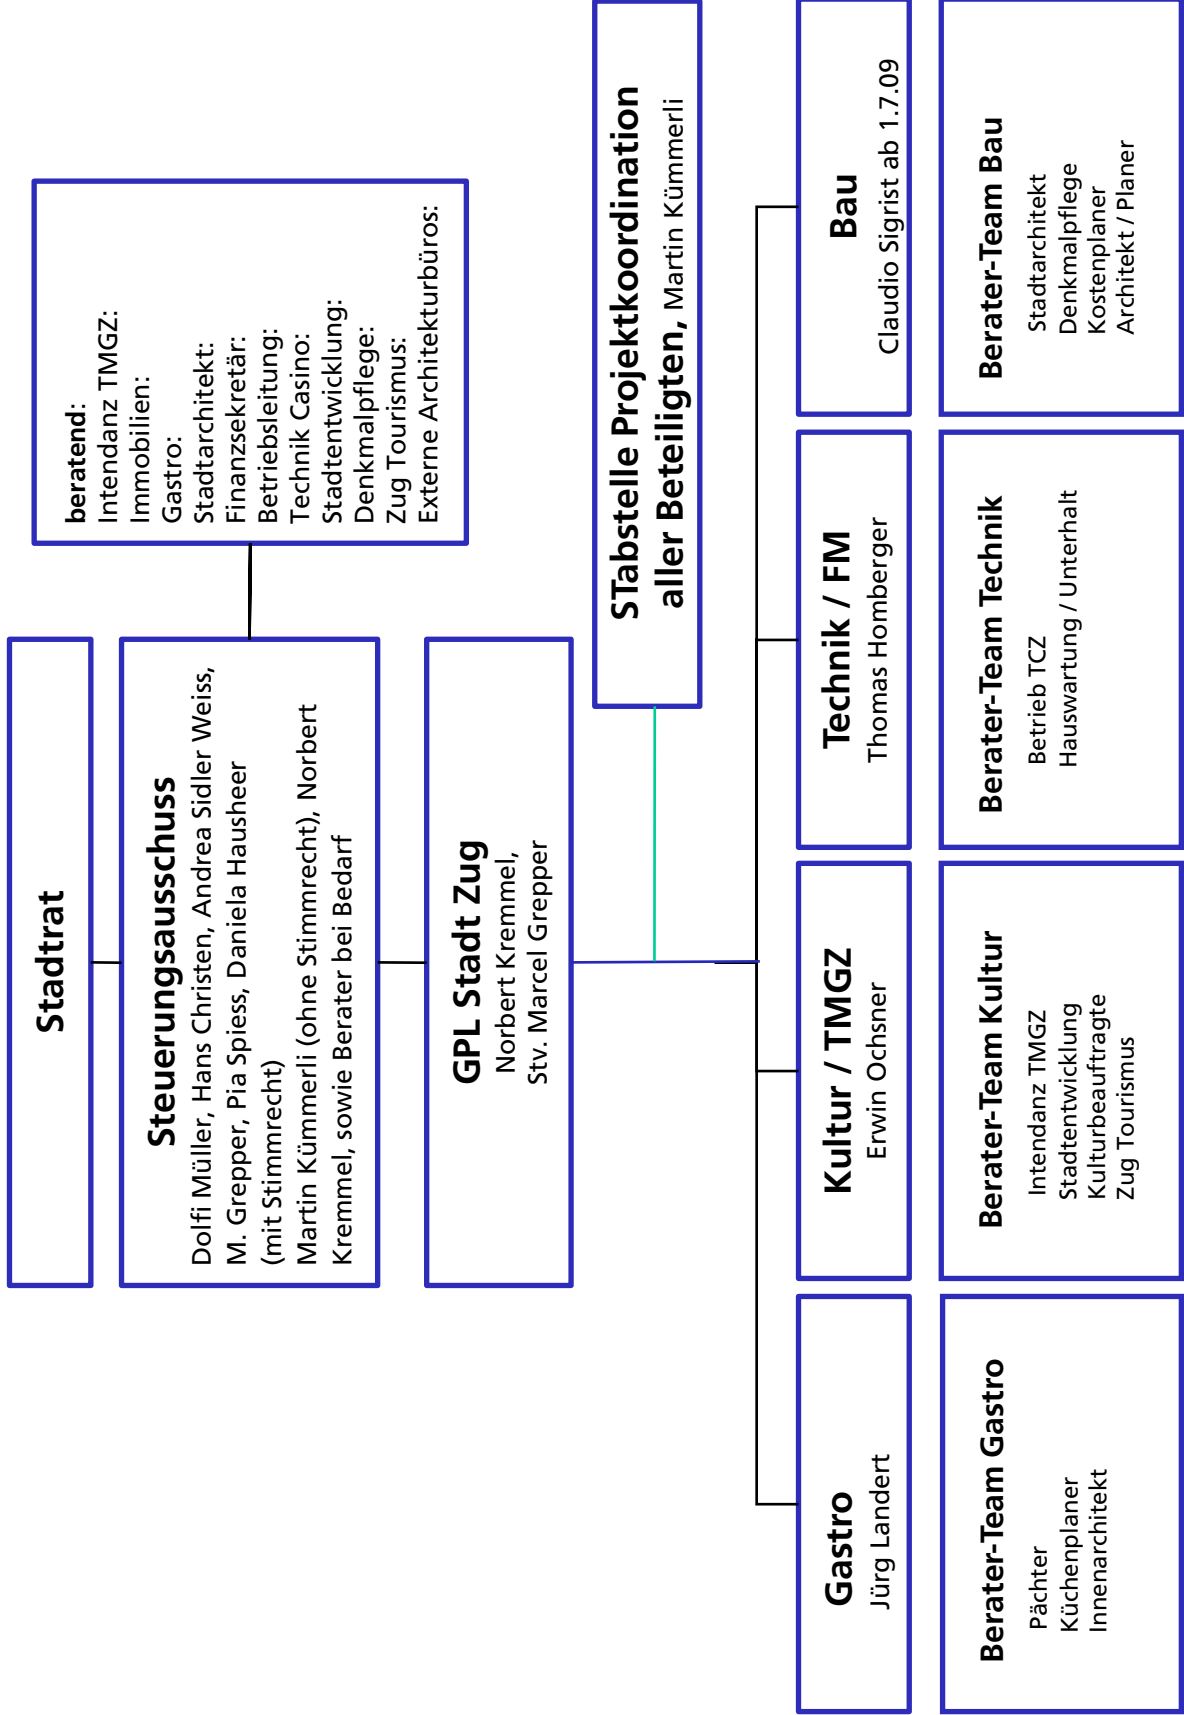 Stadtrat
Steuerungsausschuss
Dolfi Müller, Hans Christen, Andrea Sidler Weiss,
M. Grepper, Pia Spiess, Daniela Hausheer
(mit Stimmrecht)
Martin Kümmerli (ohne Stimmrecht), Norbert
Kremmel, sowie Berater bei Bedarf
beratend:
Intendanz TMGZ:
Immobilien:
Gastro:
Stadtarchitekt:
Finanzsekretär:
Betriebsleitung:
Technik Casino:
Stadtentwicklung:
Denkmalpflege:
Zug Tourismus:
Externe Architekturbüros:
GPL Stadt Zug
Norbert Kremmel,
Stv. Marcel Grepper
STabstelle Projektkoordination
aller Beteiligten, Martin Kümmerli
Gastro
Jürg Landert
Kultur / TMGZ
Erwin Ochsner
Technik / FM
Thomas Homberger
Bau
Claudio Sigrist ab 1.7.09
Berater-Team Gastro
Pächter
Küchenplaner
Innenarchitekt
Berater-Team Kultur
Intendanz TMGZ
Stadtentwicklung
Kulturbeauftragte
Zug Tourismus
Berater-Team Technik
Betrieb TCZ
Hauswartung / Unterhalt
Berater-Team Bau
Stadtarchitekt
Denkmalpflege
Kostenplaner
Architekt / Planer